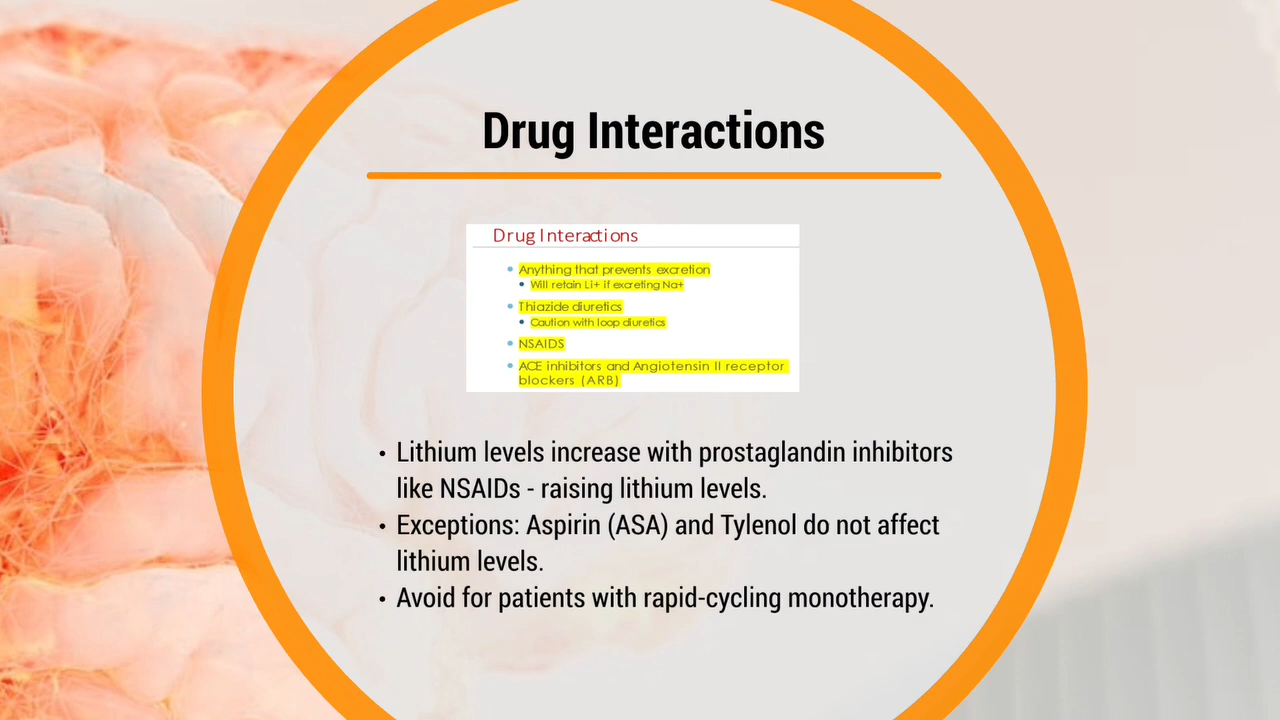 Drug Interactions
Drug Interactions
• Anything that prevents excretion
• Will retain Li+ if excreting Na+
• Thiazide diuretics
• Caution with loop diuretics
• NSAIDS
• ACE inhibitors and Angiotensin II receptor
blockers (ARB)
• Lithium levels increase with prostaglandin inhibitors
like NSAIDs - raising lithium levels.
• Exceptions: Aspirin (ASA) and Tylenol do not affect
lithium levels.
• Avoid for patients with rapid-cycling monotherapy.